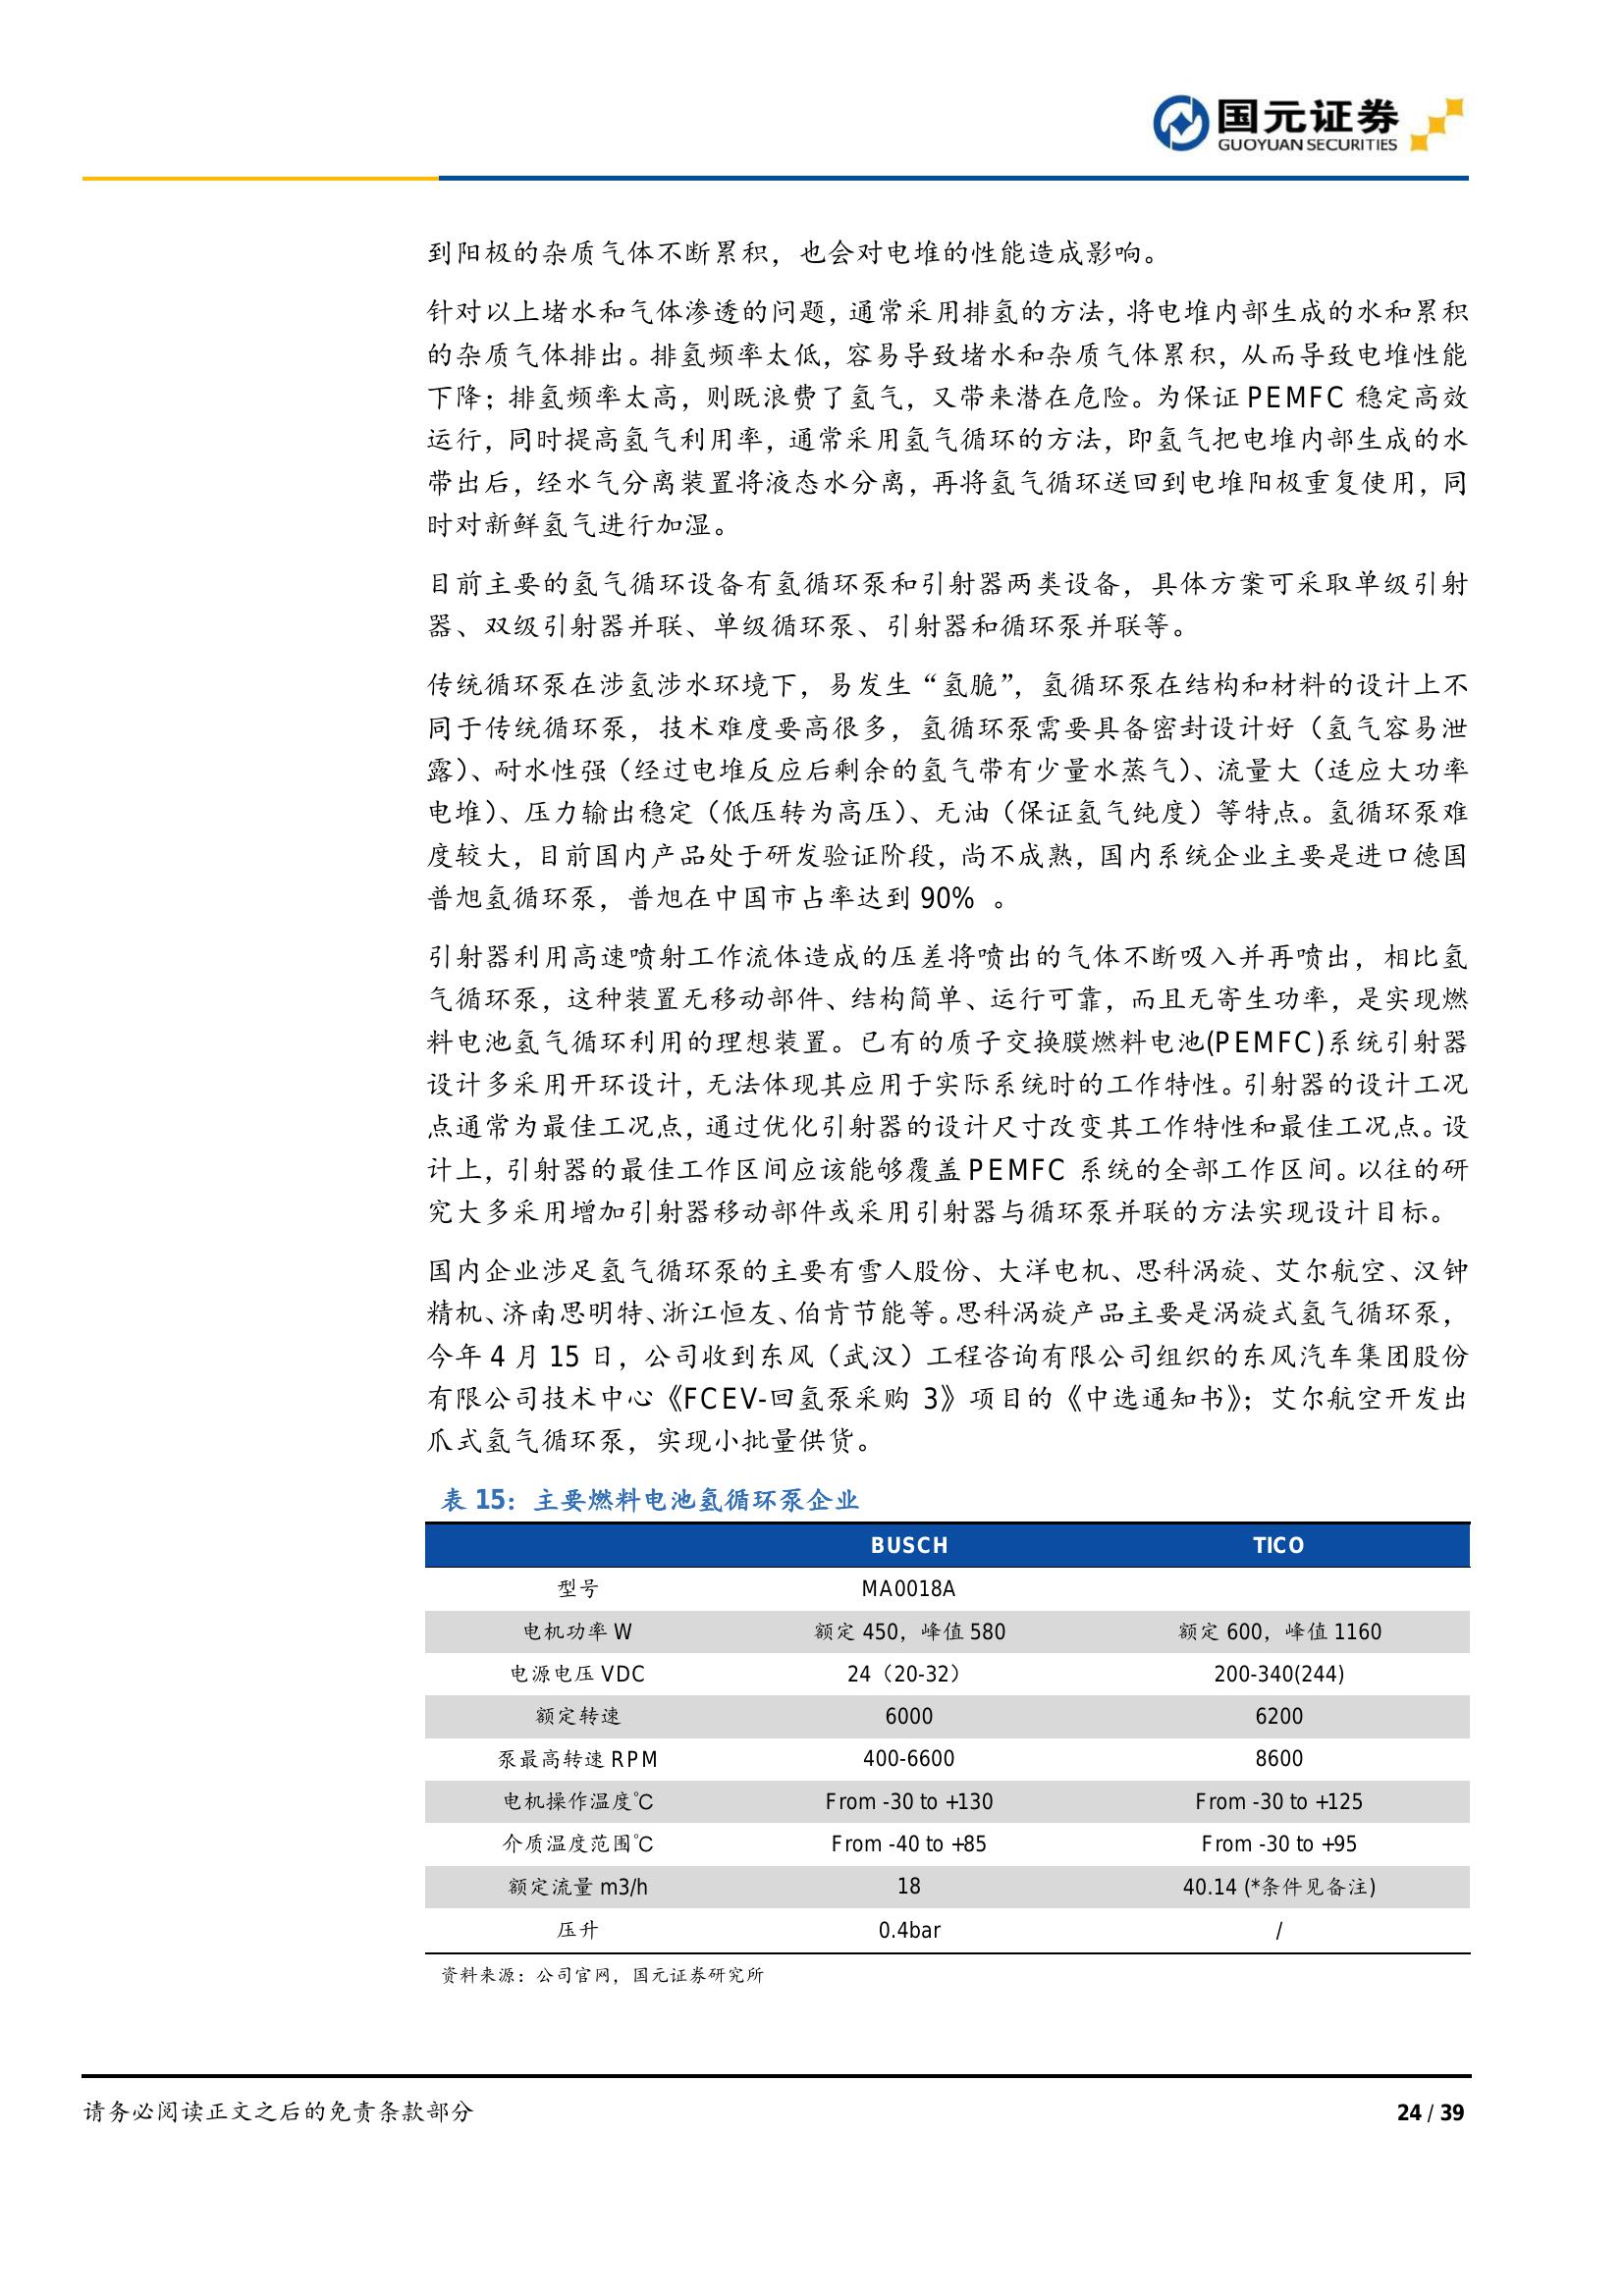 国元证券
GUOYUAN SECURITIES
到阳极的杂质气体不断累积，也会对电堆的性能造成影响。
针对以上堵水和气体渗透的问题，通常采用排氢的方法，将电堆内部生成的水和累积
的杂质气体排出。排氢频率太低，容易导致堵水和杂质气体累积，从而导致电堆性能
下降；排氢频率太高，则既浪费了氢气，又带来潜在危险。为保证 PEMFC 稳定高效
运行，同时提高氢气利用率，通常采用氢气循环的方法，即氢气把电堆内部生成的水
带出后，经水气分离装置将液态水分离，再将氢气循环送回到电堆阳极重复使用，同
时对新鲜氢气进行加湿。
目前主要的氢气循环设备有氢循环泵和引射器两类设备，具体方案可采取单级引射
器、双级引射器并联、单级循环泵、引射器和循环泵并联等。
传统循环泵在涉氢涉水环境下，易发生“氢脆”，氢循环泵在结构和材料的设计上不
同于传统循环泵，技术难度要高很多，氢循环泵需要具备密封设计好（氢气容易泄
露）、耐水性强（经过电堆反应后剩余的氢气带有少量水蒸气）、流量大（适应大功率
电堆）、压力输出稳定（低压转为高压）、无油（保证氢气纯度）等特点。氢循环泵难
度较大，目前国内产品处于研发验证阶段，尚不成熟，国内系统企业主要是进口德国
普旭氢循环泵，普旭在中国市占率达到 90% 。
引射器利用高速喷射工作流体造成的压差将喷出的气体不断吸入并再喷出，相比氢
气循环泵，这种装置无移动部件、结构简单、运行可靠，而且无寄生功率，是实现燃
料电池氢气循环利用的理想装置。已有的质子交换膜燃料电池(PEMFC)系统引射器
设计多采用开环设计，无法体现其应用于实际系统时的工作特性。引射器的设计工况
点通常为最佳工况点，通过优化引射器的设计尺寸改变其工作特性和最佳工况点。设
计上，引射器的最佳工作区间应该能够覆盖 PEMFC 系统的全部工作区间。以往的研
究大多采用增加引射器移动部件或采用引射器与循环泵并联的方法实现设计目标。
国内企业涉足氢气循环泵的主要有雪人股份、大洋电机、思科涡旋、艾尔航空、汉钟
精机、济南思明特、浙江恒友、伯肯节能等。思科涡旋产品主要是涡旋式氢气循环泵，
今年 4 月 15 日，公司收到东风（武汉）工程咨询有限公司组织的东风汽车集团股份
有限公司技术中心《FCEV-回氢泵采购 3》项目的《中选通知书》；艾尔航空开发出
爪式氢气循环泵，实现小批量供货。
表 15：主要燃料电池氢循环泵企业
BUSCH TICO
型号 MA0018A
电机功率 W 额定 450，峰值 580 额定 600，峰值 1160
电源电压 VDC 24（20-32） 200-340(244)
额定转速 6000 6200
泵最高转速 RPM 400-6600 8600
电机操作温度℃ From -30 to +130 From -30 to +125
介质温度范围℃ From -40 to +85 From -30 to +95
额定流量 m3/h 18 40.14 (*条件见备注)
压升 0.4bar /
资料来源：公司官网，国元证券研究所
请务必阅读正文之后的免责条款部分 24 / 39